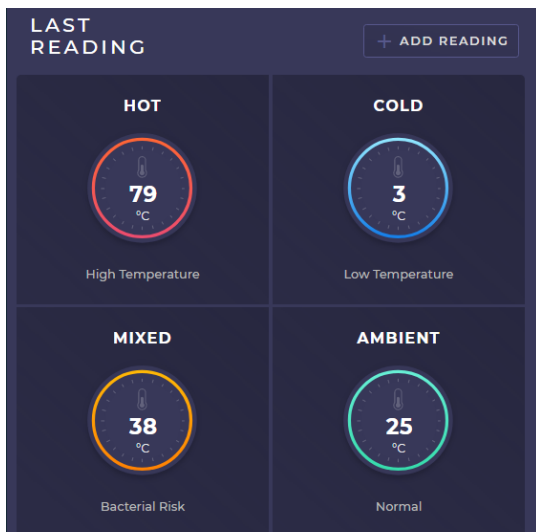 LAST
READING
+ ADD READING
HOT
79
°C
High Temperature
COLD
3
°C
Low Temperature
MIXED
38
°C
Bacterial Risk
AMBIENT
25
°C
Normal